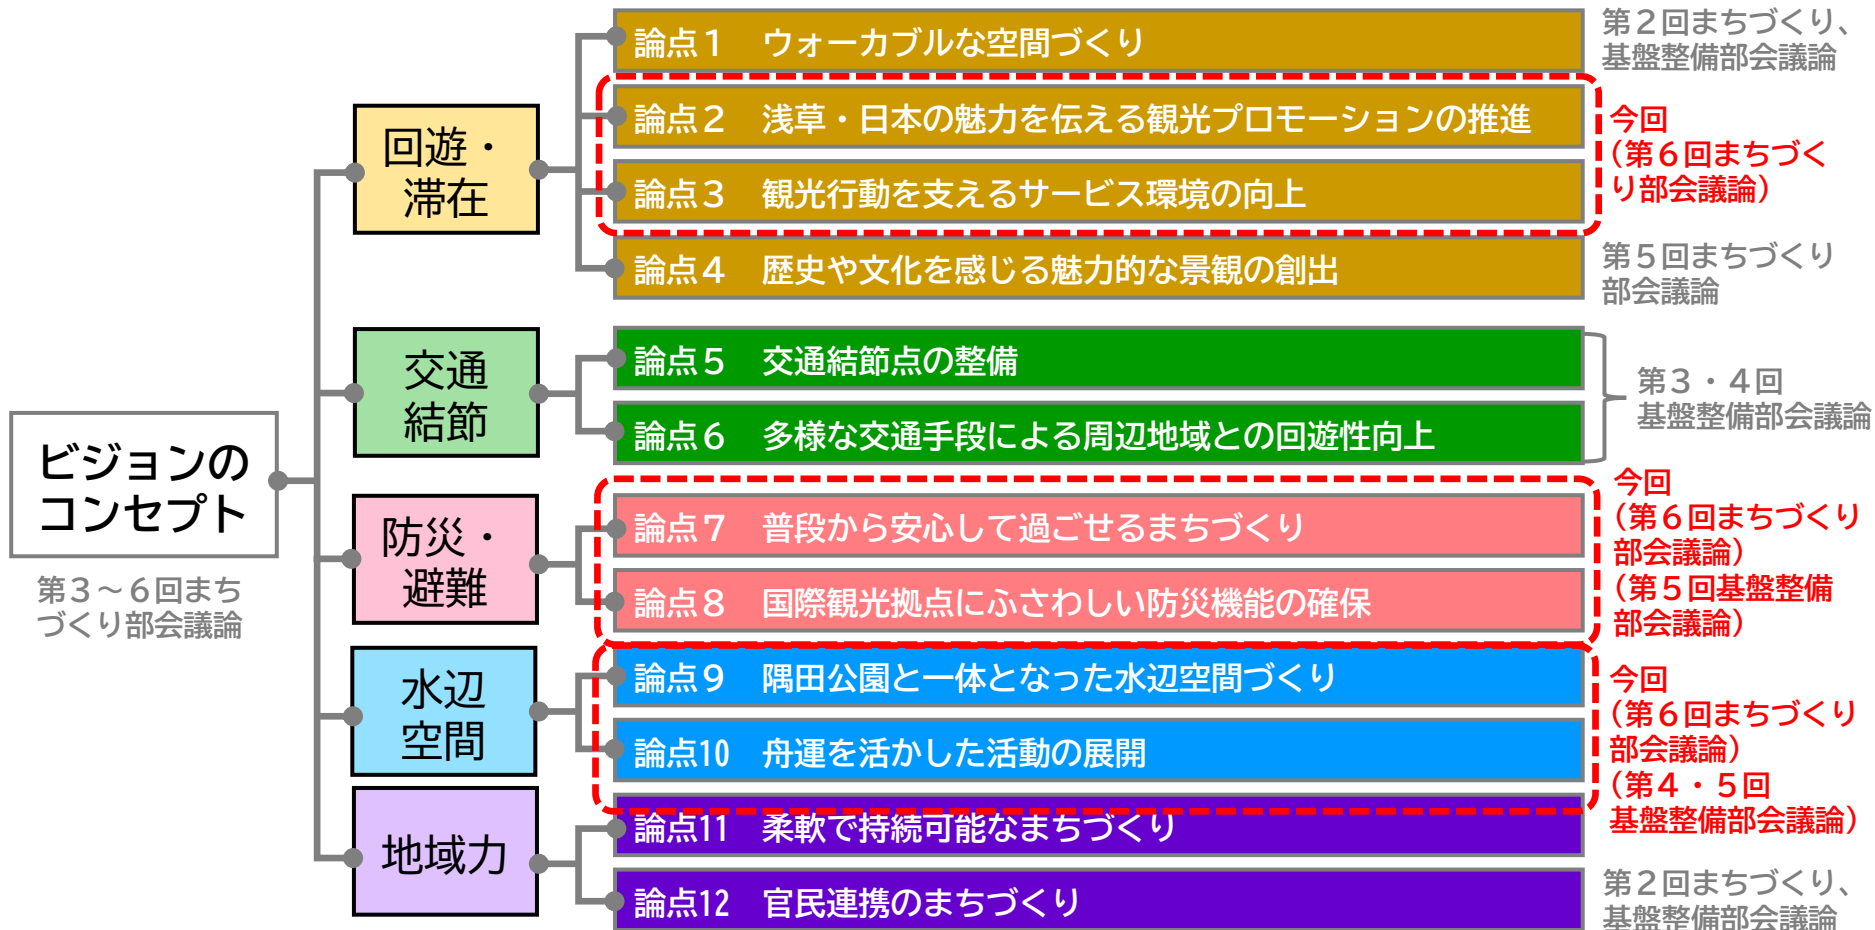 ビジョンの
コンセプト
第３～６回まち
づくり部会議論
回遊・
滞在
論点１　ウォーカブルな空間づくり
第２回まちづくり、
基盤整備部会議論
論点２　浅草・日本の魅力を伝える観光プロモーションの推進
論点３　観光行動を支えるサービス環境の向上
今回
（第６回まちづく
り部会議論）
論点４　歴史や文化を感じる魅力的な景観の創出
第５回まちづくり
部会議論
交通
結節
論点５　交通結節点の整備
論点６　多様な交通手段による周辺地域との回遊性向上
第３・４回
基盤整備部会議論
防災・
避難
論点７　普段から安心して過ごせるまちづくり
論点８　国際観光拠点にふさわしい防災機能の確保
今回
（第６回まちづくり
部会議論）
（第５回基盤整備
部会議論）
水辺
空間
論点９　隅田公園と一体となった水辺空間づくり
論点10　舟運を活かした活動の展開
今回
（第６回まちづくり
部会議論）
（第４・５回
基盤整備部会議論）
地域力
論点11　柔軟で持続可能なまちづくり
論点12　官民連携のまちづくり
第２回まちづくり、
基盤整備部会議論